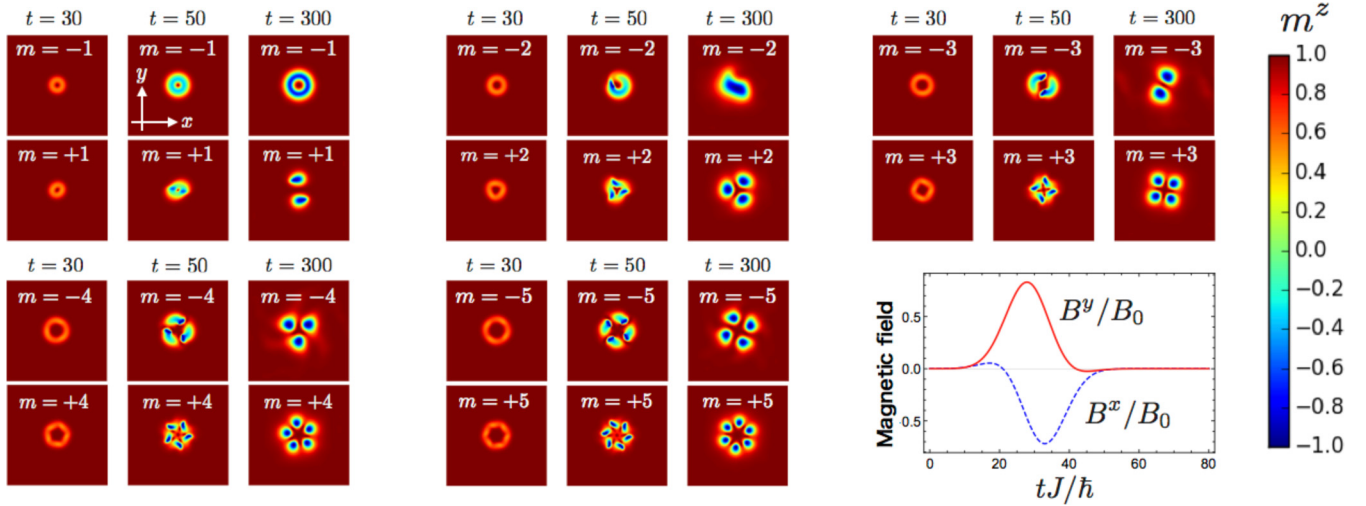 t = 30 t = 50 t = 300
m = −1 m = −1 m = −1
y
x
m = +1 m = +1 m = +1
t = 30 t = 50 t = 300
m = −2 m = −2 m = −2
m = +2 m = +2 m = +2
t = 30 t = 50 t = 300
m = −3 m = −3 m = −3
m = +3 m = +3 m = +3
m^z
1.0
0.8
0.6
0.4
0.2
0.0
−0.2
−0.4
−0.6
−0.8
−1.0
t = 30 t = 50 t = 300
m = −4 m = −4 m = −4
m = +4 m = +4 m = +4
t = 30 t = 50 t = 300
m = −5 m = −5 m = −5
m = +5 m = +5 m = +5
Magnetic field
0.5
0.0
-0.5
B^y/B_0
B^x/B_0
0 20 40 60 80
tJ/ℏ